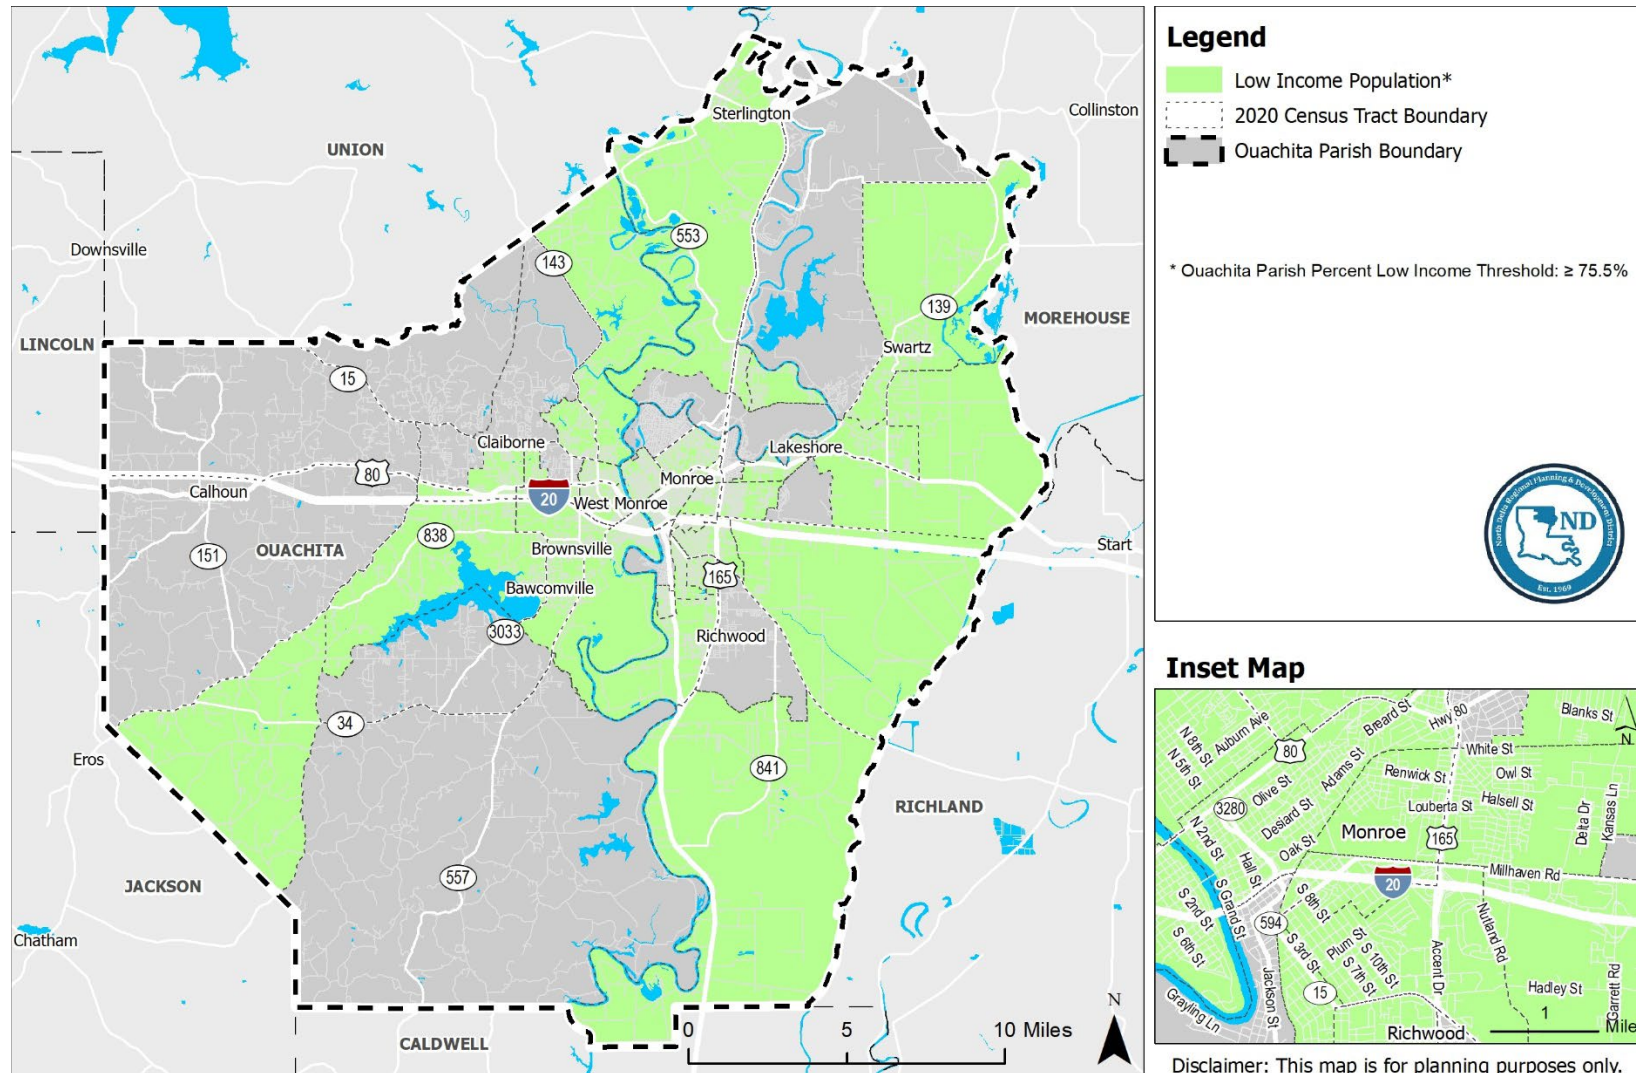 UNION
Sterlington
Collinston
Downsville
553
143
139
LINCOLN
MOREHOUSE
Swartz
15
Claiborne
Lakeshore
80
Calhoun
20
Monroe
West Monroe
838
OUACHITA
151
Brownsville
Start
165
Bawcomville
3033
Richwood
34
Eros
841
RICHLAND
557
JACKSON
Chatham
CALDWELL
0 5 10 Miles
N
Legend
Low Income Population*
2020 Census Tract Boundary
Ouachita Parish Boundary
* Ouachita Parish Percent Low Income Threshold: ≥ 75.5%
North Delta Regional Planning & Development District
ND
Est. 1969
Inset Map
N 8th St
N 5th St
Auburn Ave
80
Breard St
Hwy 80
Blanks St
N
White St
Adams St
Olive St
3280
Desiard St
Renwick St
Owl St
Halsell St
Louberta St
Delta Dr
Kansas Ln
N 2nd St
Hall St
Oak St
Monroe
165
20
Millhaven Rd
S 2nd St
S Grand St
S 8th St
594
S 6th St
S 3rd St
Plum St
S 7th St
S 10th St
Nutland Rd
Accent Dr
Jackson St
15
Hadley St
Garrett Rd
Grayling Ln
Richwood
1
Mile
Disclaimer: This map is for planning purposes only.